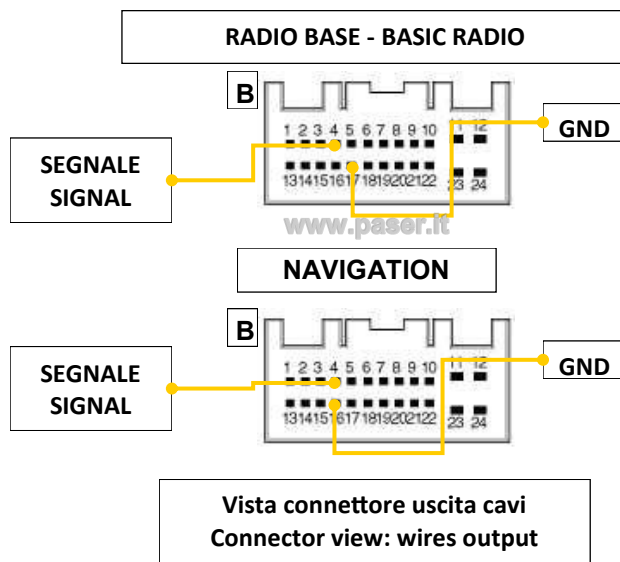 RADIO BASE - BASIC RADIO
B
1 2 3 4 5 6 7 8 9 10 11 12
GND
SEGNALE
SIGNAL
13 14 15 16 17 18 19 20 21 22 23 24
www.paser.it
NAVIGATION
B
1 2 3 4 5 6 7 8 9 10 11 12
GND
SEGNALE
SIGNAL
13 14 15 16 17 18 19 20 21 22 23 24
Vista connettore uscita cavi
Connector view: wires output